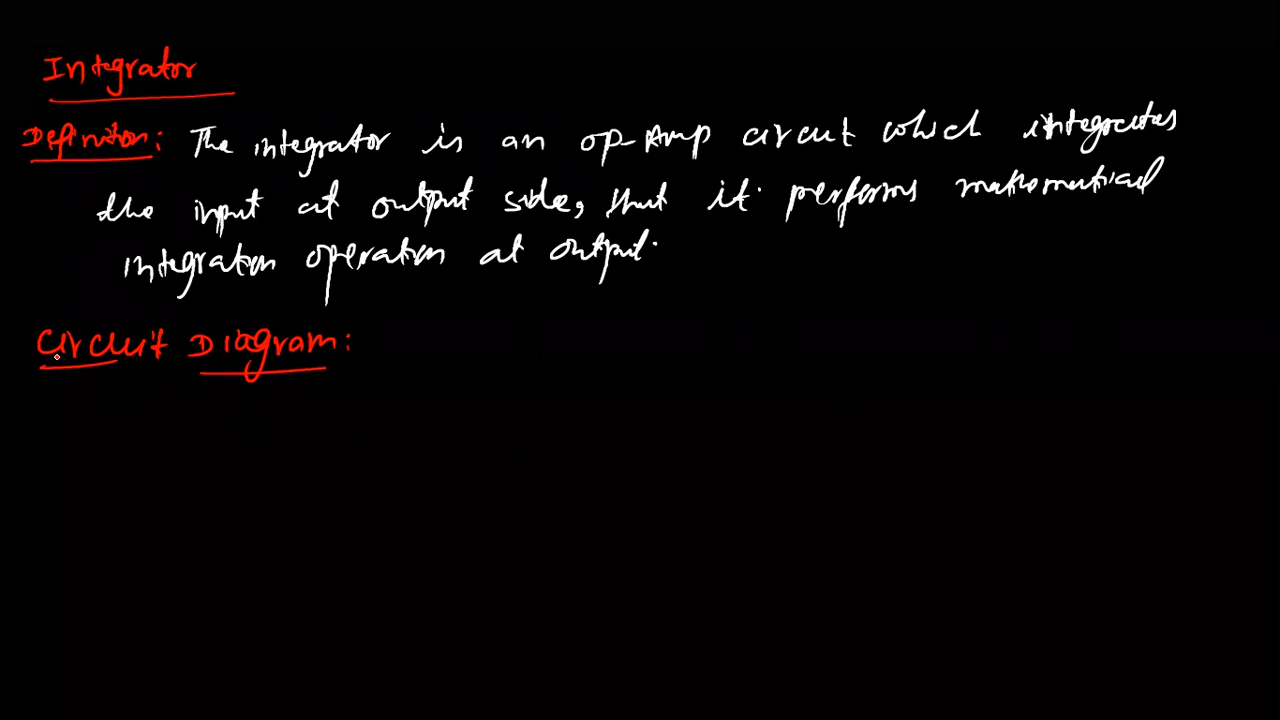 Integrator
Definition: The integrator is an op-Amp circuit which integrates
the input at output side, that it performs mathematical
integration operation at output.
Circuit Diagram: